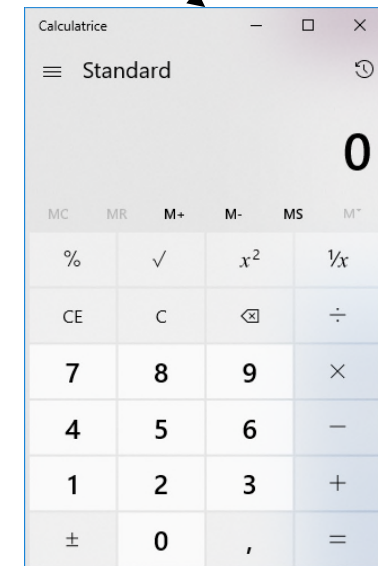 Calculatrice
Standard
0
MC MR M+ M- MS M˅
% √ x² ¹/x
CE C ⌫ ÷
7 8 9 ×
4 5 6 −
1 2 3 +
± 0 , =